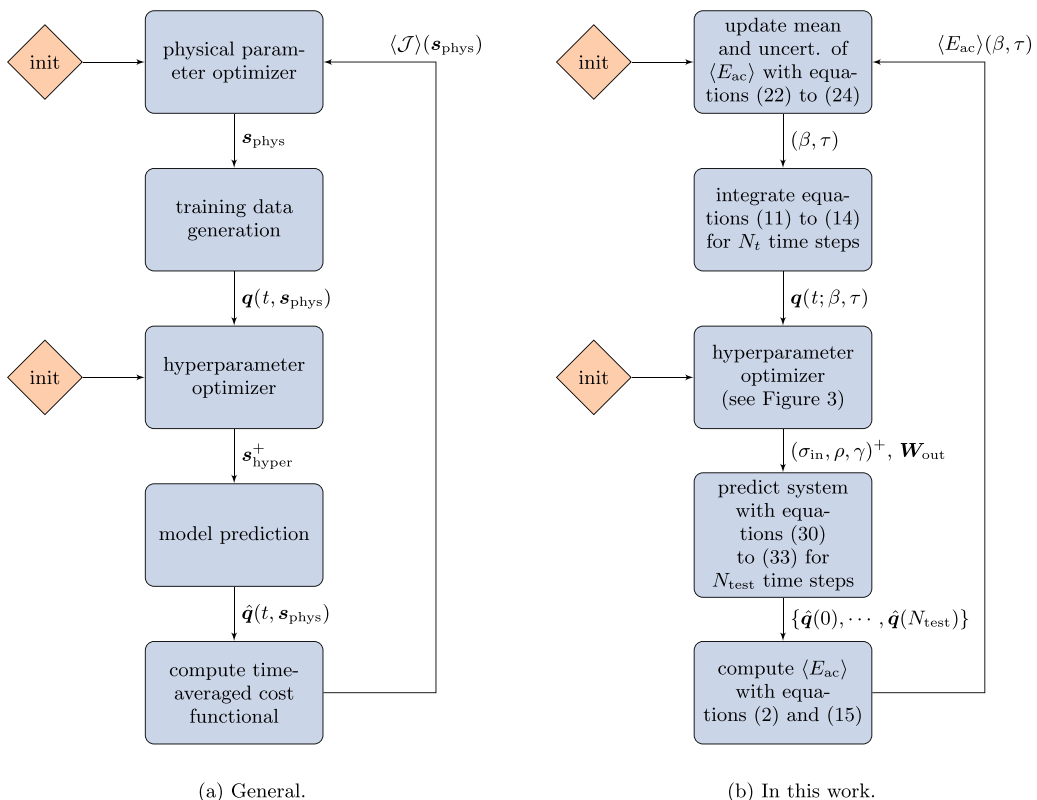 init
physical param-
eter optimizer
⟨𝒥⟩(s_phys)
s_phys
training data
generation
q(t, s_phys)
init
hyperparameter
optimizer
s⁺_hyper
model prediction
q̂(t, s_phys)
compute time-
averaged cost
functional
(a) General.
init
update mean
and uncert. of
⟨E_ac⟩ with equa-
tions (22) to (24)
⟨E_ac⟩(β, τ)
(β, τ)
integrate equa-
tions (11) to (14)
for N_t time steps
q(t; β, τ)
init
hyperparameter
optimizer
(see Figure 3)
(σ_in, ρ, γ)⁺, W_out
predict system
with equa-
tions (30)
to (33) for
N_test time steps
{q̂(0), ⋯ , q̂(N_test)}
compute ⟨E_ac⟩
with equa-
tions (2) and (15)
(b) In this work.